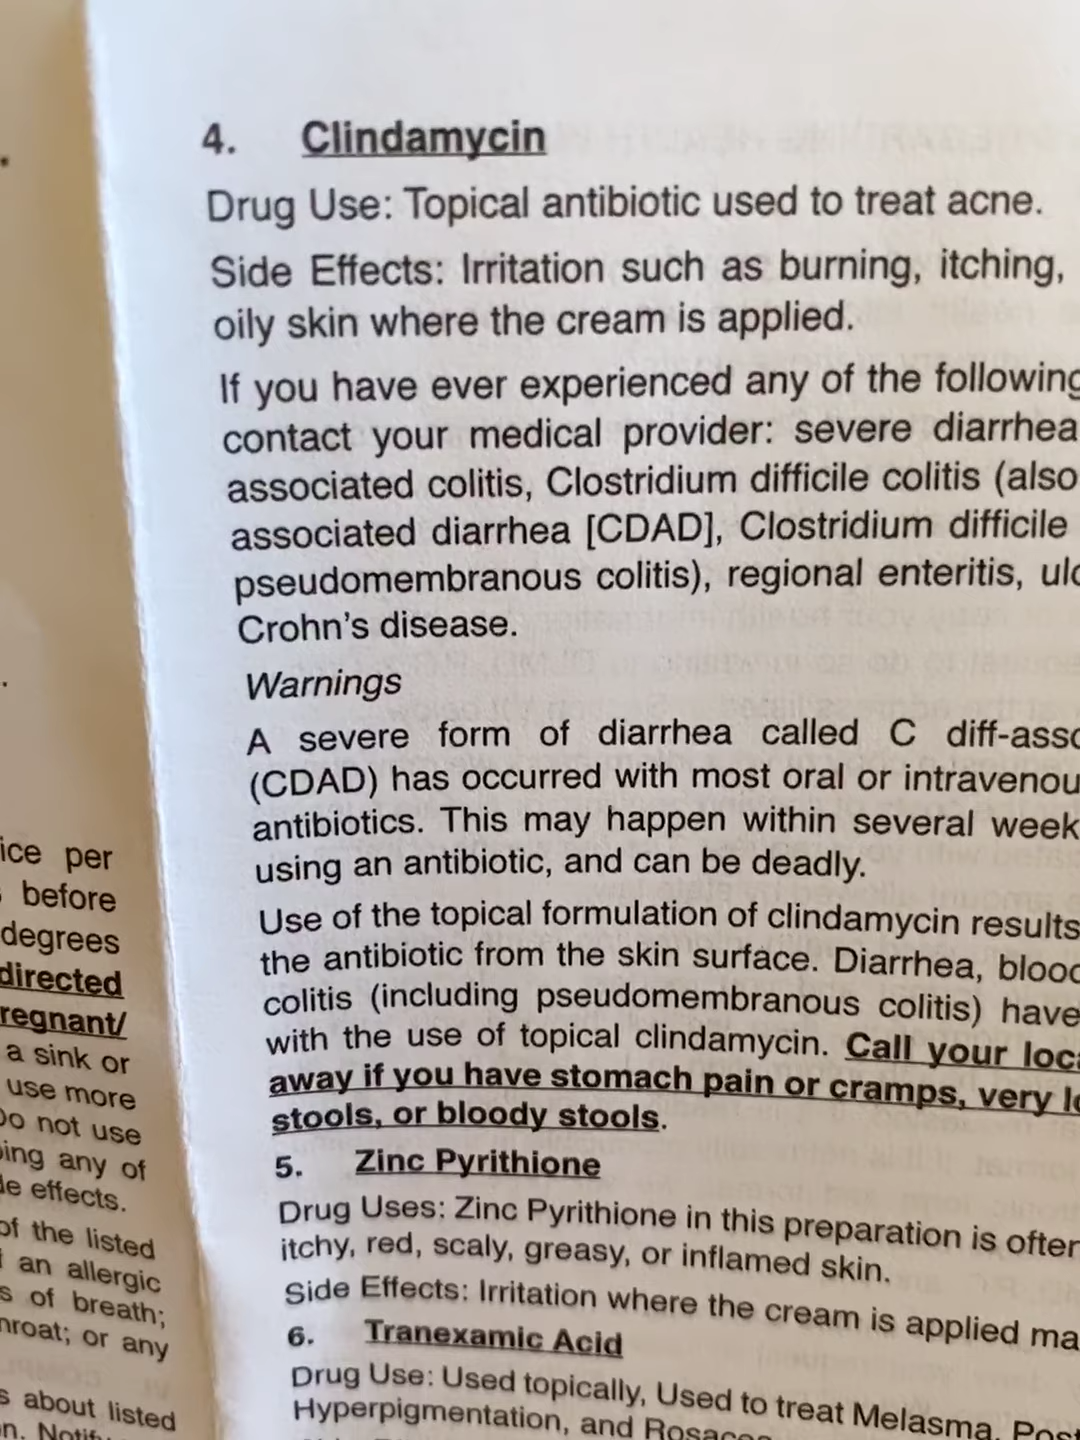 ice per
before
degrees
directed
a sink or
use more
Do not use
any of
effects.
of the listed
an allergic
s of breath;
or any
s about listed
4. Clindamycin
Drug Use: Topical antibiotic used to treat acne.
Side Effects: Irritation such as burning, itching,
oily skin where the cream is applied.
If you have ever experienced any of the following
contact your medical provider: severe diarrhea
associated colitis, Clostridium difficile colitis (also
associated diarrhea [CDAD], Clostridium difficile
pseudomembranous colitis), regional enteritis,
Crohn's disease.
Warnings
A severe form of diarrhea called C
(CDAD) has occurred with most oral or
antibiotics. This may happen within several
using an antibiotic, and can be deadly.
Use of the topical formulation of clindamycin results
the antibiotic from the skin surface. Diarrhea,
colitis (including pseudomembranous colitis) have
with the use of topical clindamycin. Call your
away if you have stomach pain or cramps, very
stools, or bloody stools.
5. Zinc Pyrithione
Drug Uses: Zinc Pyrithione in this preparation is
itchy, red, scaly, greasy, or inflamed skin.
Side Effects: Irritation where the cream is applied
6. Tranexamic Acid
Drug Use: Used topically, Used to treat Melasma,
Hyperpigmentation, and